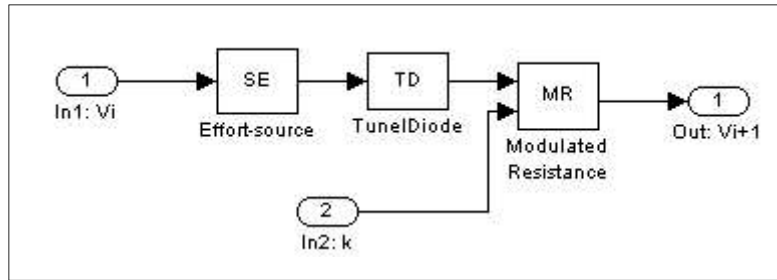 1
In1: Vi
SE
Effort-source
TD
TunelDiode
MR
Modulated
Resistance
1
Out: Vi+1
2
In2: k